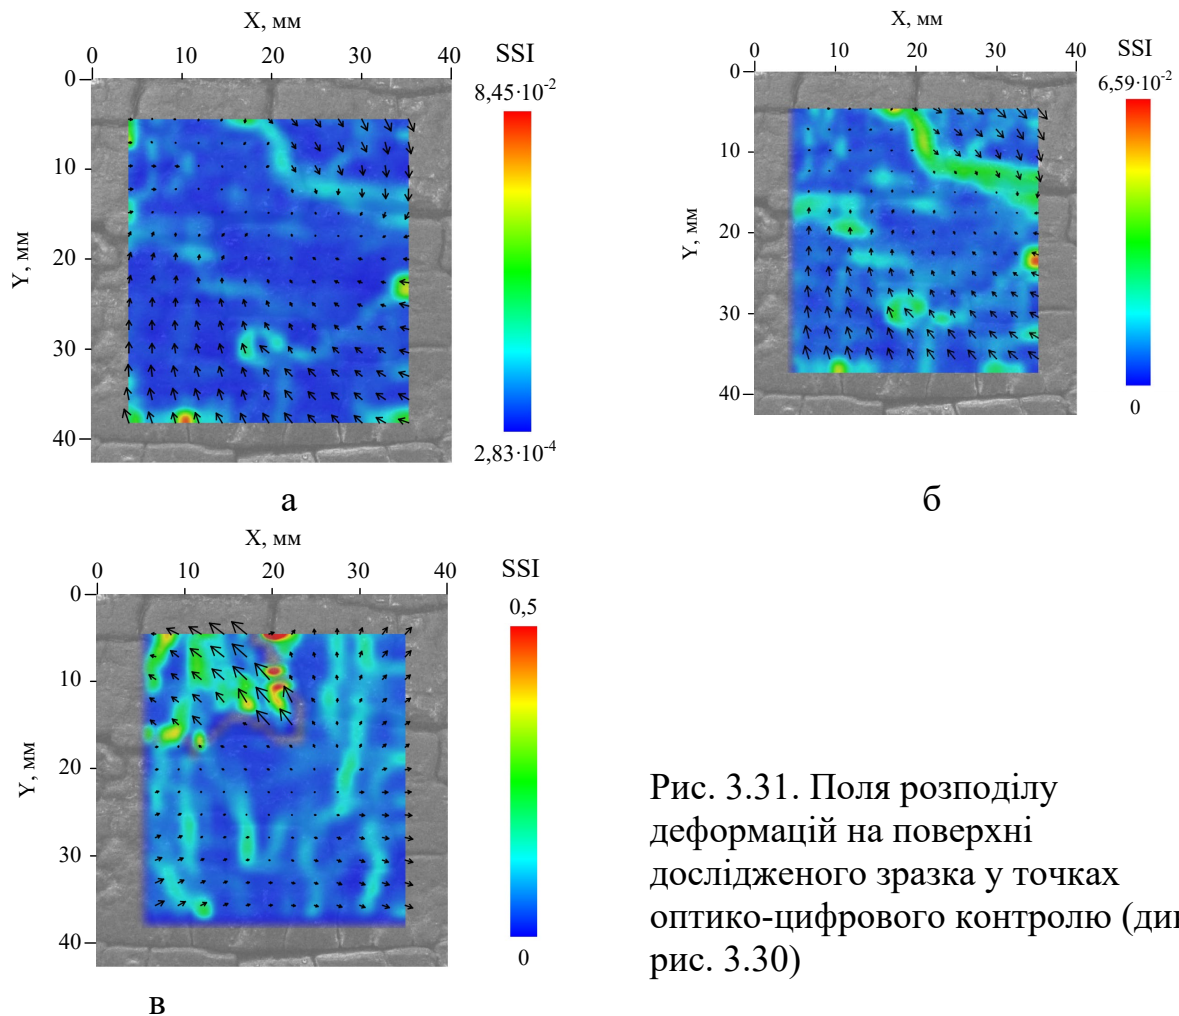 X, мм
0 10 20 30 40
SSI
8,45·10-2
0
10
20
30
40
Y, мм
2,83·10-4
а
X, мм
0 10 20 30 40
SSI
6,59·10-2
0
10
20
30
40
Y, мм
0
б
X, мм
0 10 20 30 40
SSI
0,5
0
10
20
30
40
Y, мм
0
в
Рис. 3.31. Поля розподілу
деформацій на поверхні
дослідженого зразка у точках
оптико-цифрового контролю (див
рис. 3.30)